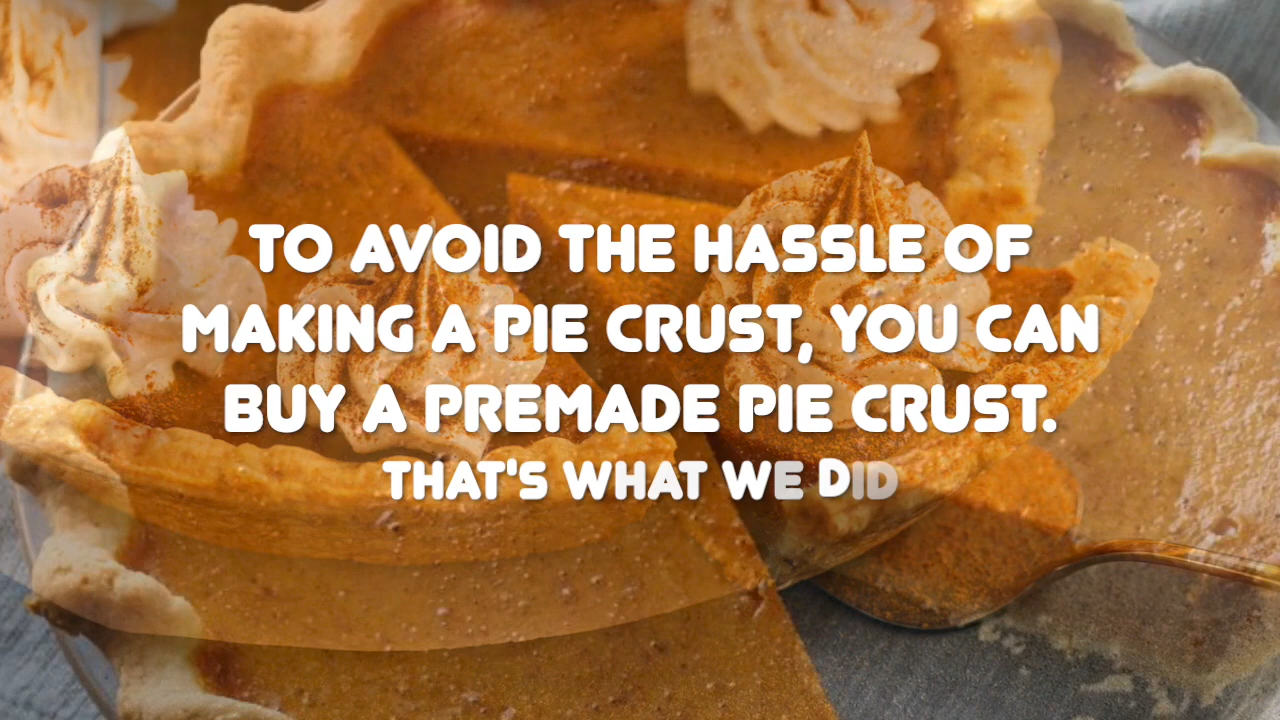 TO AVOID THE HASSLE OF
MAKING A PIE CRUST, YOU CAN
BUY A PREMADE PIE CRUST.
THAT'S WHAT WE DID